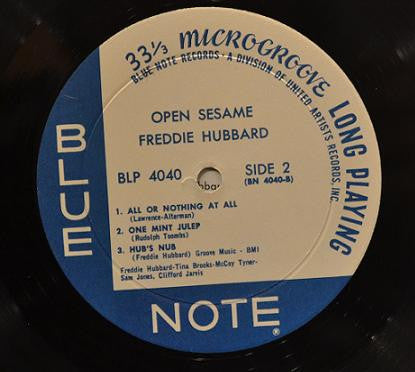 33⅓ MICROGROOVE LONG PLAYING
BLUE NOTE RECORDS · A DIVISION OF UNITED ARTISTS RECORDS, INC.
OPEN SESAME
FREDDIE HUBBARD
BLP 4040
SIDE 2
(BN 4040-B)
bba
1. ALL OR NOTHING AT ALL
(Lawrence-Alterman)
2. ONE MINT JULEP
(Rudolph Toombs)
3. HUB'S NUB
(Freddie Hubbard) Groove Music - BMI
Freddie Hubbard-Tina Brooks-McCoy Tyner-
Sam Jones, Clifford Jarvis
BLUE
NOTE®